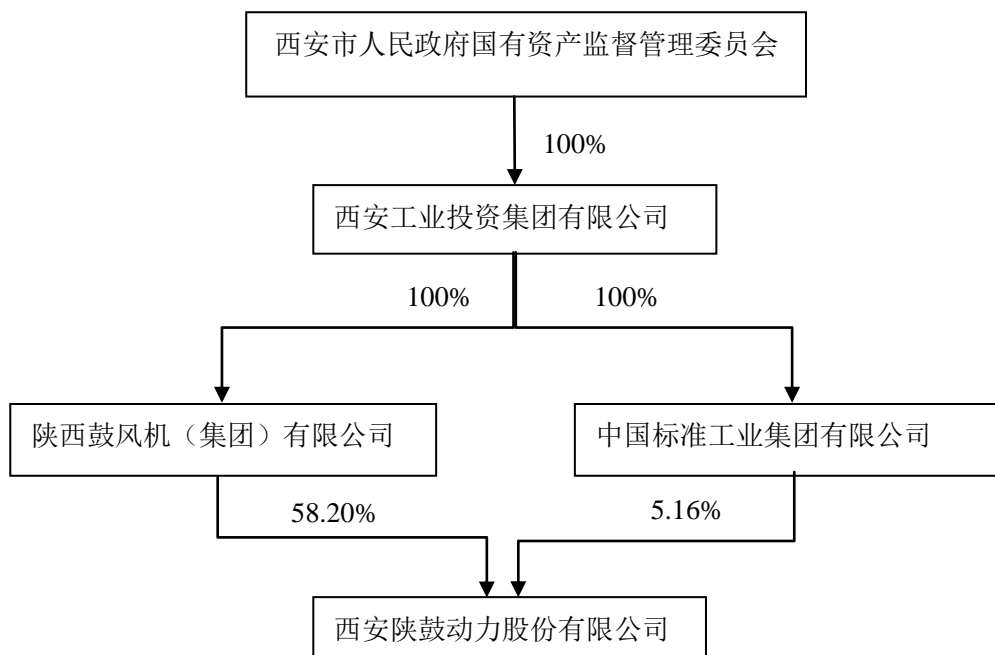 西安市人民政府国有资产监督管理委员会
100%
西安工业投资集团有限公司
100%
100%
陕西鼓风机（集团）有限公司
中国标准工业集团有限公司
58.20%
5.16%
西安陕鼓动力股份有限公司